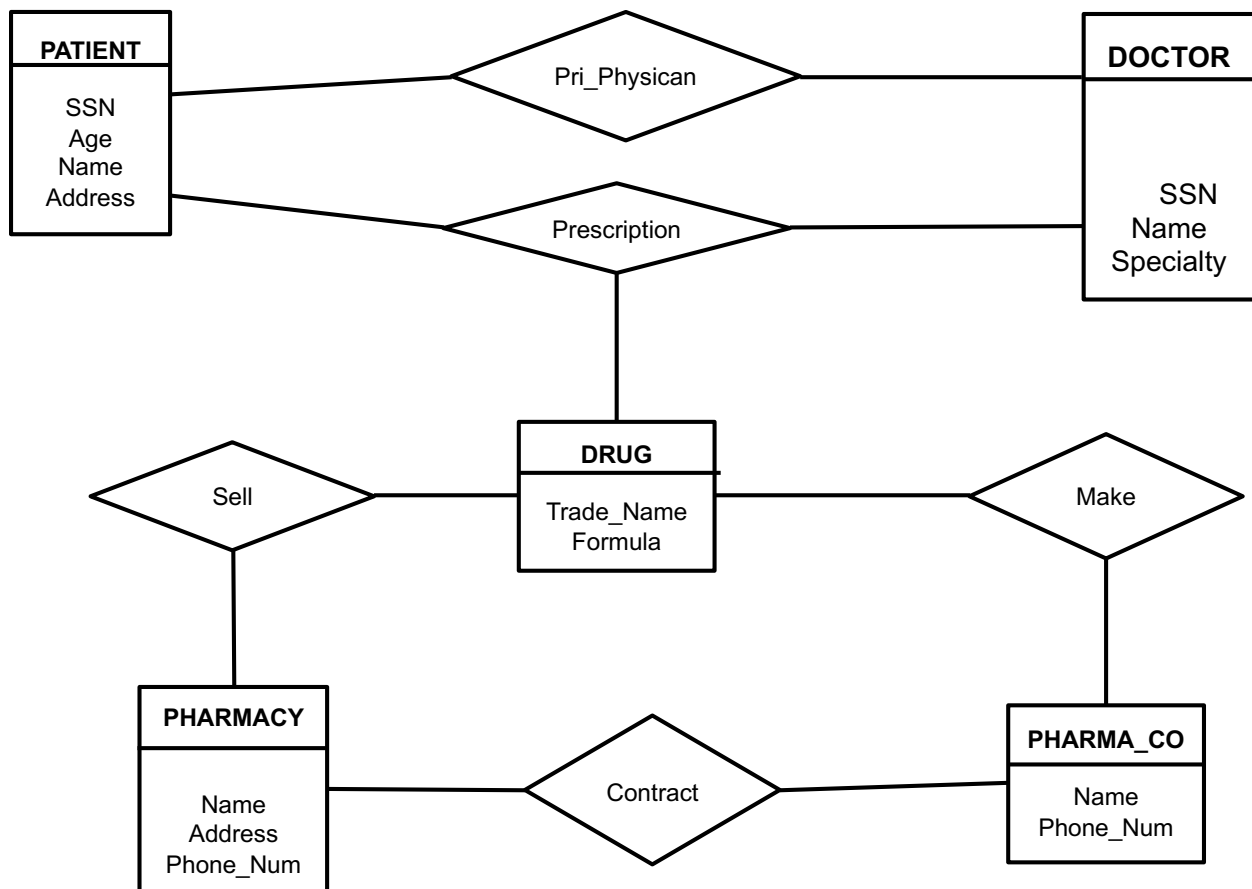 PATIENT
SSN
Age
Name
Address
Pri_Physican
DOCTOR
SSN
Name
Specialty
Prescription
DRUG
Trade_Name
Formula
Sell
Make
PHARMACY
Name
Address
Phone_Num
Contract
PHARMA_CO
Name
Phone_Num